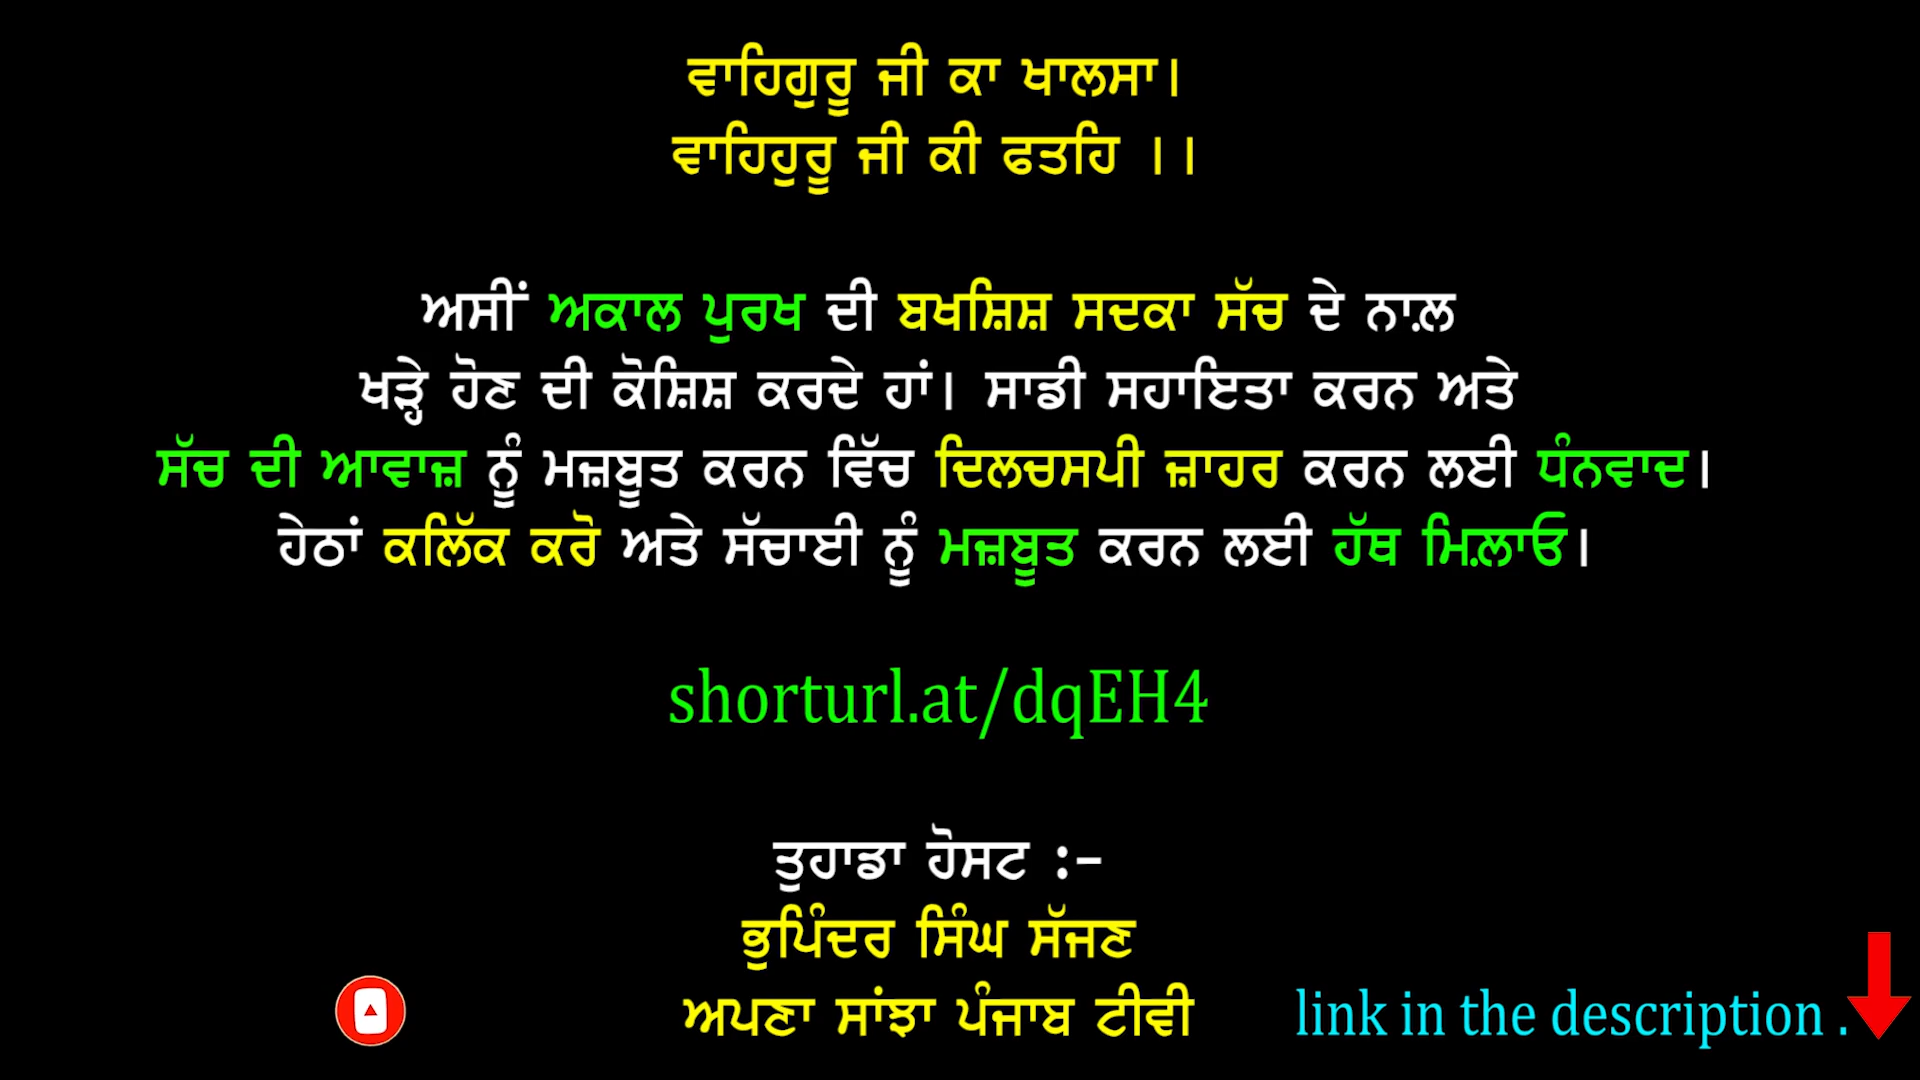 ਵਾਹਿਗੁਰੂ ਜੀ ਕਾ ਖਾਲਸਾ।
ਵਾਹਿਹੁਰੂ ਜੀ ਕੀ ਫਤਹਿ ।।
ਅਸੀਂ ਅਕਾਲ ਪੁਰਖ ਦੀ ਬਖਸ਼ਿਸ਼ ਸਦਕਾ ਸੱਚ ਦੇ ਨਾਲ਼
ਖੜ੍ਹੇ ਹੋਣ ਦੀ ਕੋਸ਼ਿਸ਼ ਕਰਦੇ ਹਾਂ। ਸਾਡੀ ਸਹਾਇਤਾ ਕਰਨ ਅਤੇ
ਸੱਚ ਦੀ ਆਵਾਜ਼ ਨੂੰ ਮਜ਼ਬੂਤ ਕਰਨ ਵਿੱਚ ਦਿਲਚਸਪੀ ਜ਼ਾਹਰ ਕਰਨ ਲਈ ਧੰਨਵਾਦ।
ਹੇਠਾਂ ਕਲਿੱਕ ਕਰੋ ਅਤੇ ਸੱਚਾਈ ਨੂੰ ਮਜ਼ਬੂਤ ਕਰਨ ਲਈ ਹੱਥ ਮਿਲ਼ਾਓ।
shorturl.at/dqEH4
ਤੁਹਾਡਾ ਹੋਸਟ :-
ਭੁਪਿੰਦਰ ਸਿੰਘ ਸੱਜਣ
ਅਪਣਾ ਸਾਂਝਾ ਪੰਜਾਬ ਟੀਵੀ
link in the description .